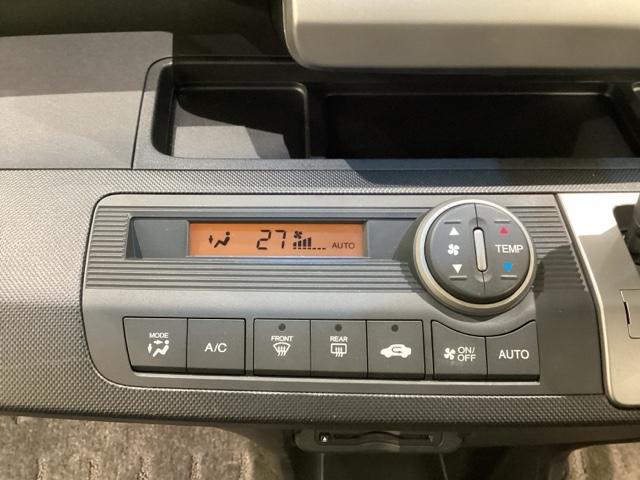 27 AUTO
TEMP
MODE
A/C
FRONT
REAR
ON/
OFF
AUTO